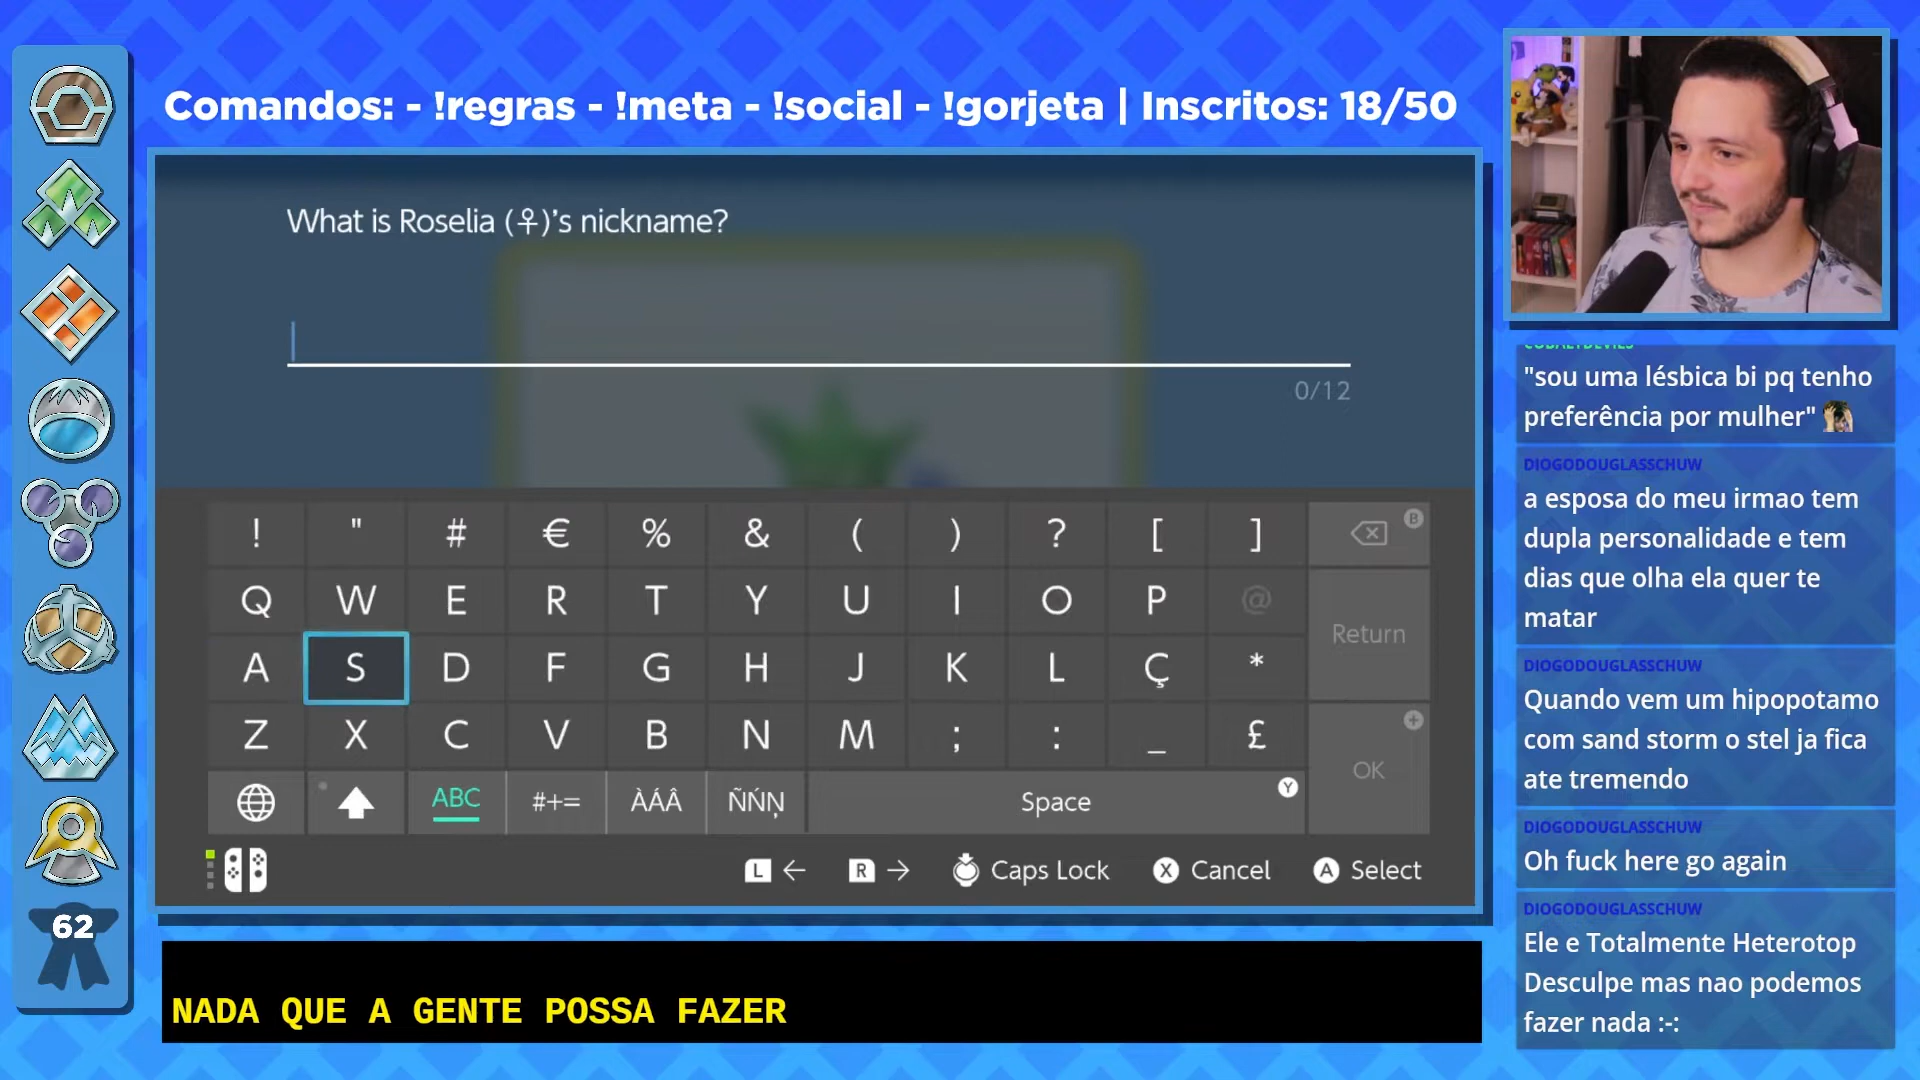 Comandos: - !regras - !meta - !social - !gorjeta | Inscritos: 18/50
What is Roselia (♀)'s nickname?
0/12
! " # € % & ( ) ? [ ] B
Q W E R T Y U I O P @
Return
A S D F G H J K L Ç *
Z X C V B N M ; : _ £ +
OK
ABC #+= ÀÁÂ ÑŃŅ Space Y
L ← R → Caps Lock X Cancel A Select
62
NADA QUE A GENTE POSSA FAZER
"sou uma lésbica bi pq tenho
preferência por mulher"
DIOGODOUGLASSCHUW
a esposa do meu irmao tem
dupla personalidade e tem
dias que olha ela quer te
matar
DIOGODOUGLASSCHUW
Quando vem um hipopotamo
com sand storm o stel ja fica
ate tremendo
DIOGODOUGLASSCHUW
Oh fuck here go again
DIOGODOUGLASSCHUW
Ele e Totalmente Heterotop
Desculpe mas nao podemos
fazer nada :-: